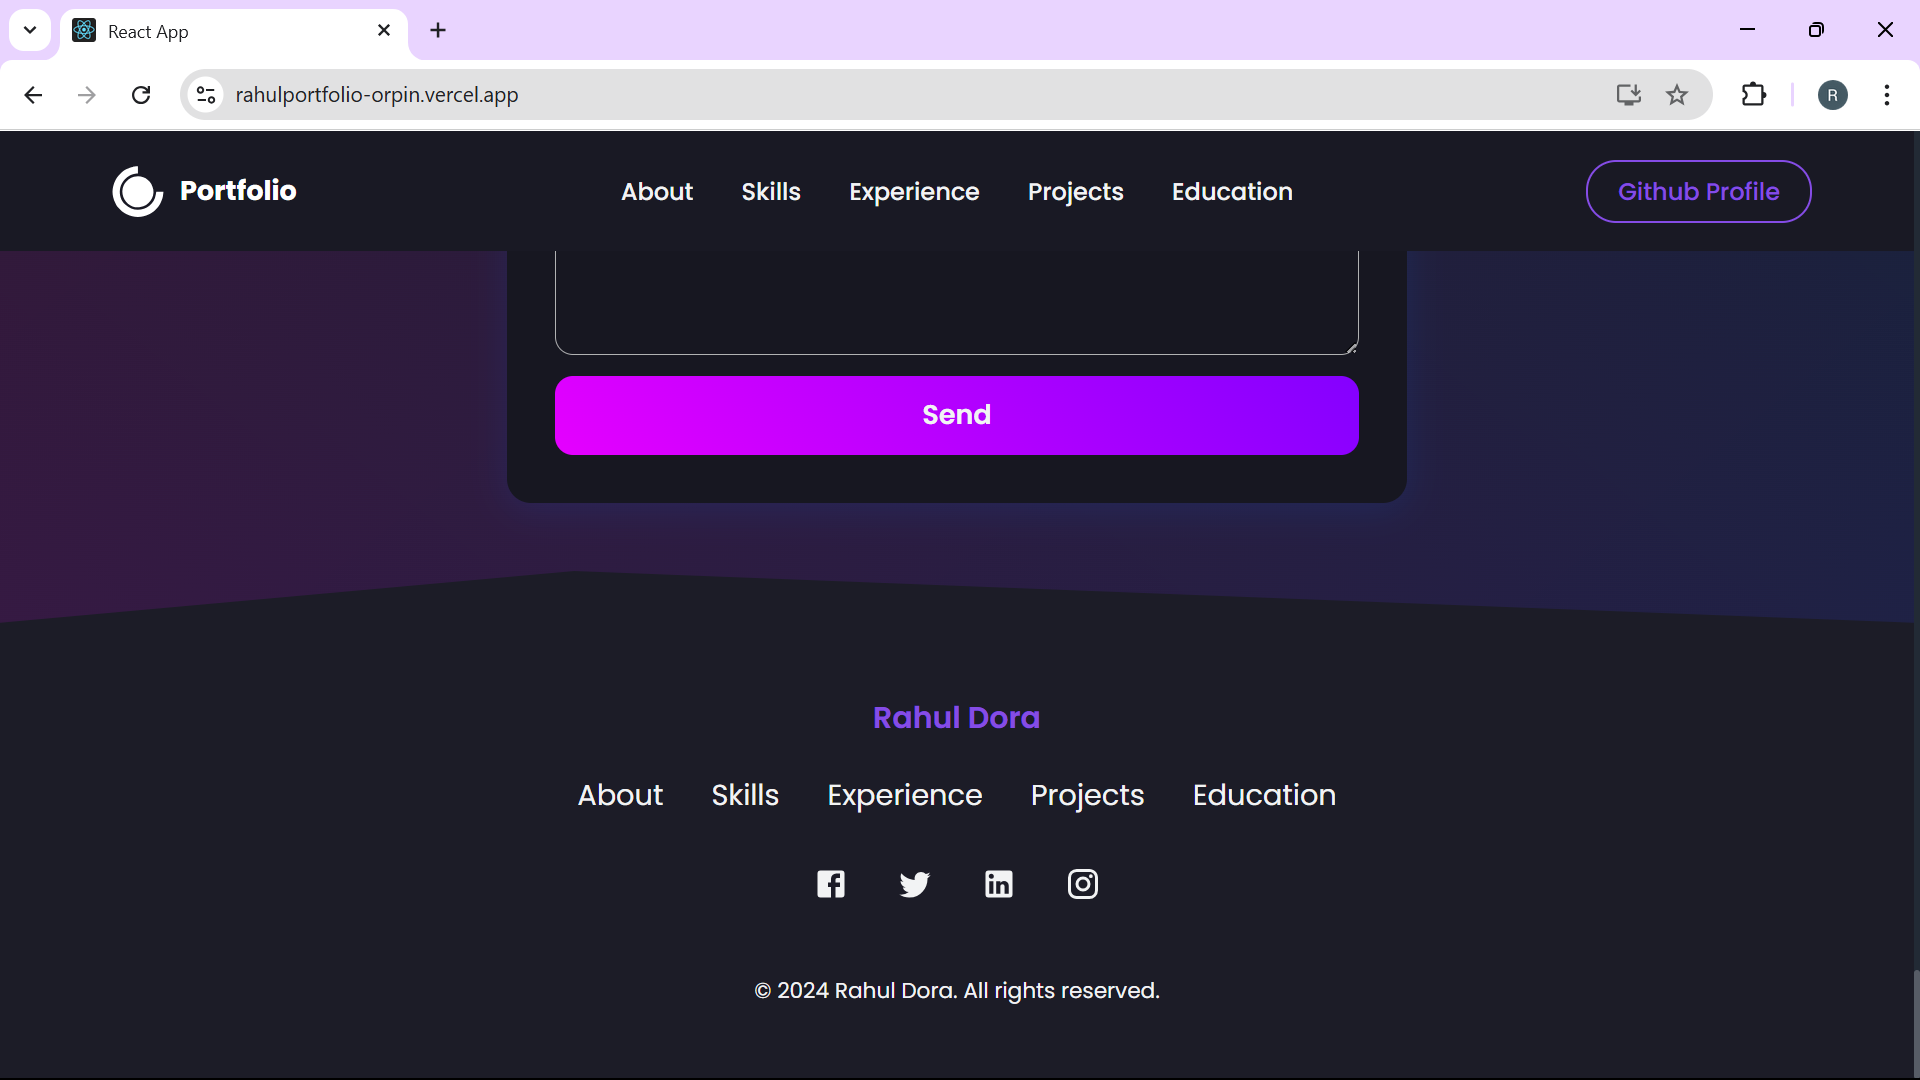 React App
rahulportfolio-orpin.vercel.app
R
Portfolio
About Skills Experience Projects Education
Github Profile
Send
Rahul Dora
About Skills Experience Projects Education
© 2024 Rahul Dora. All rights reserved.